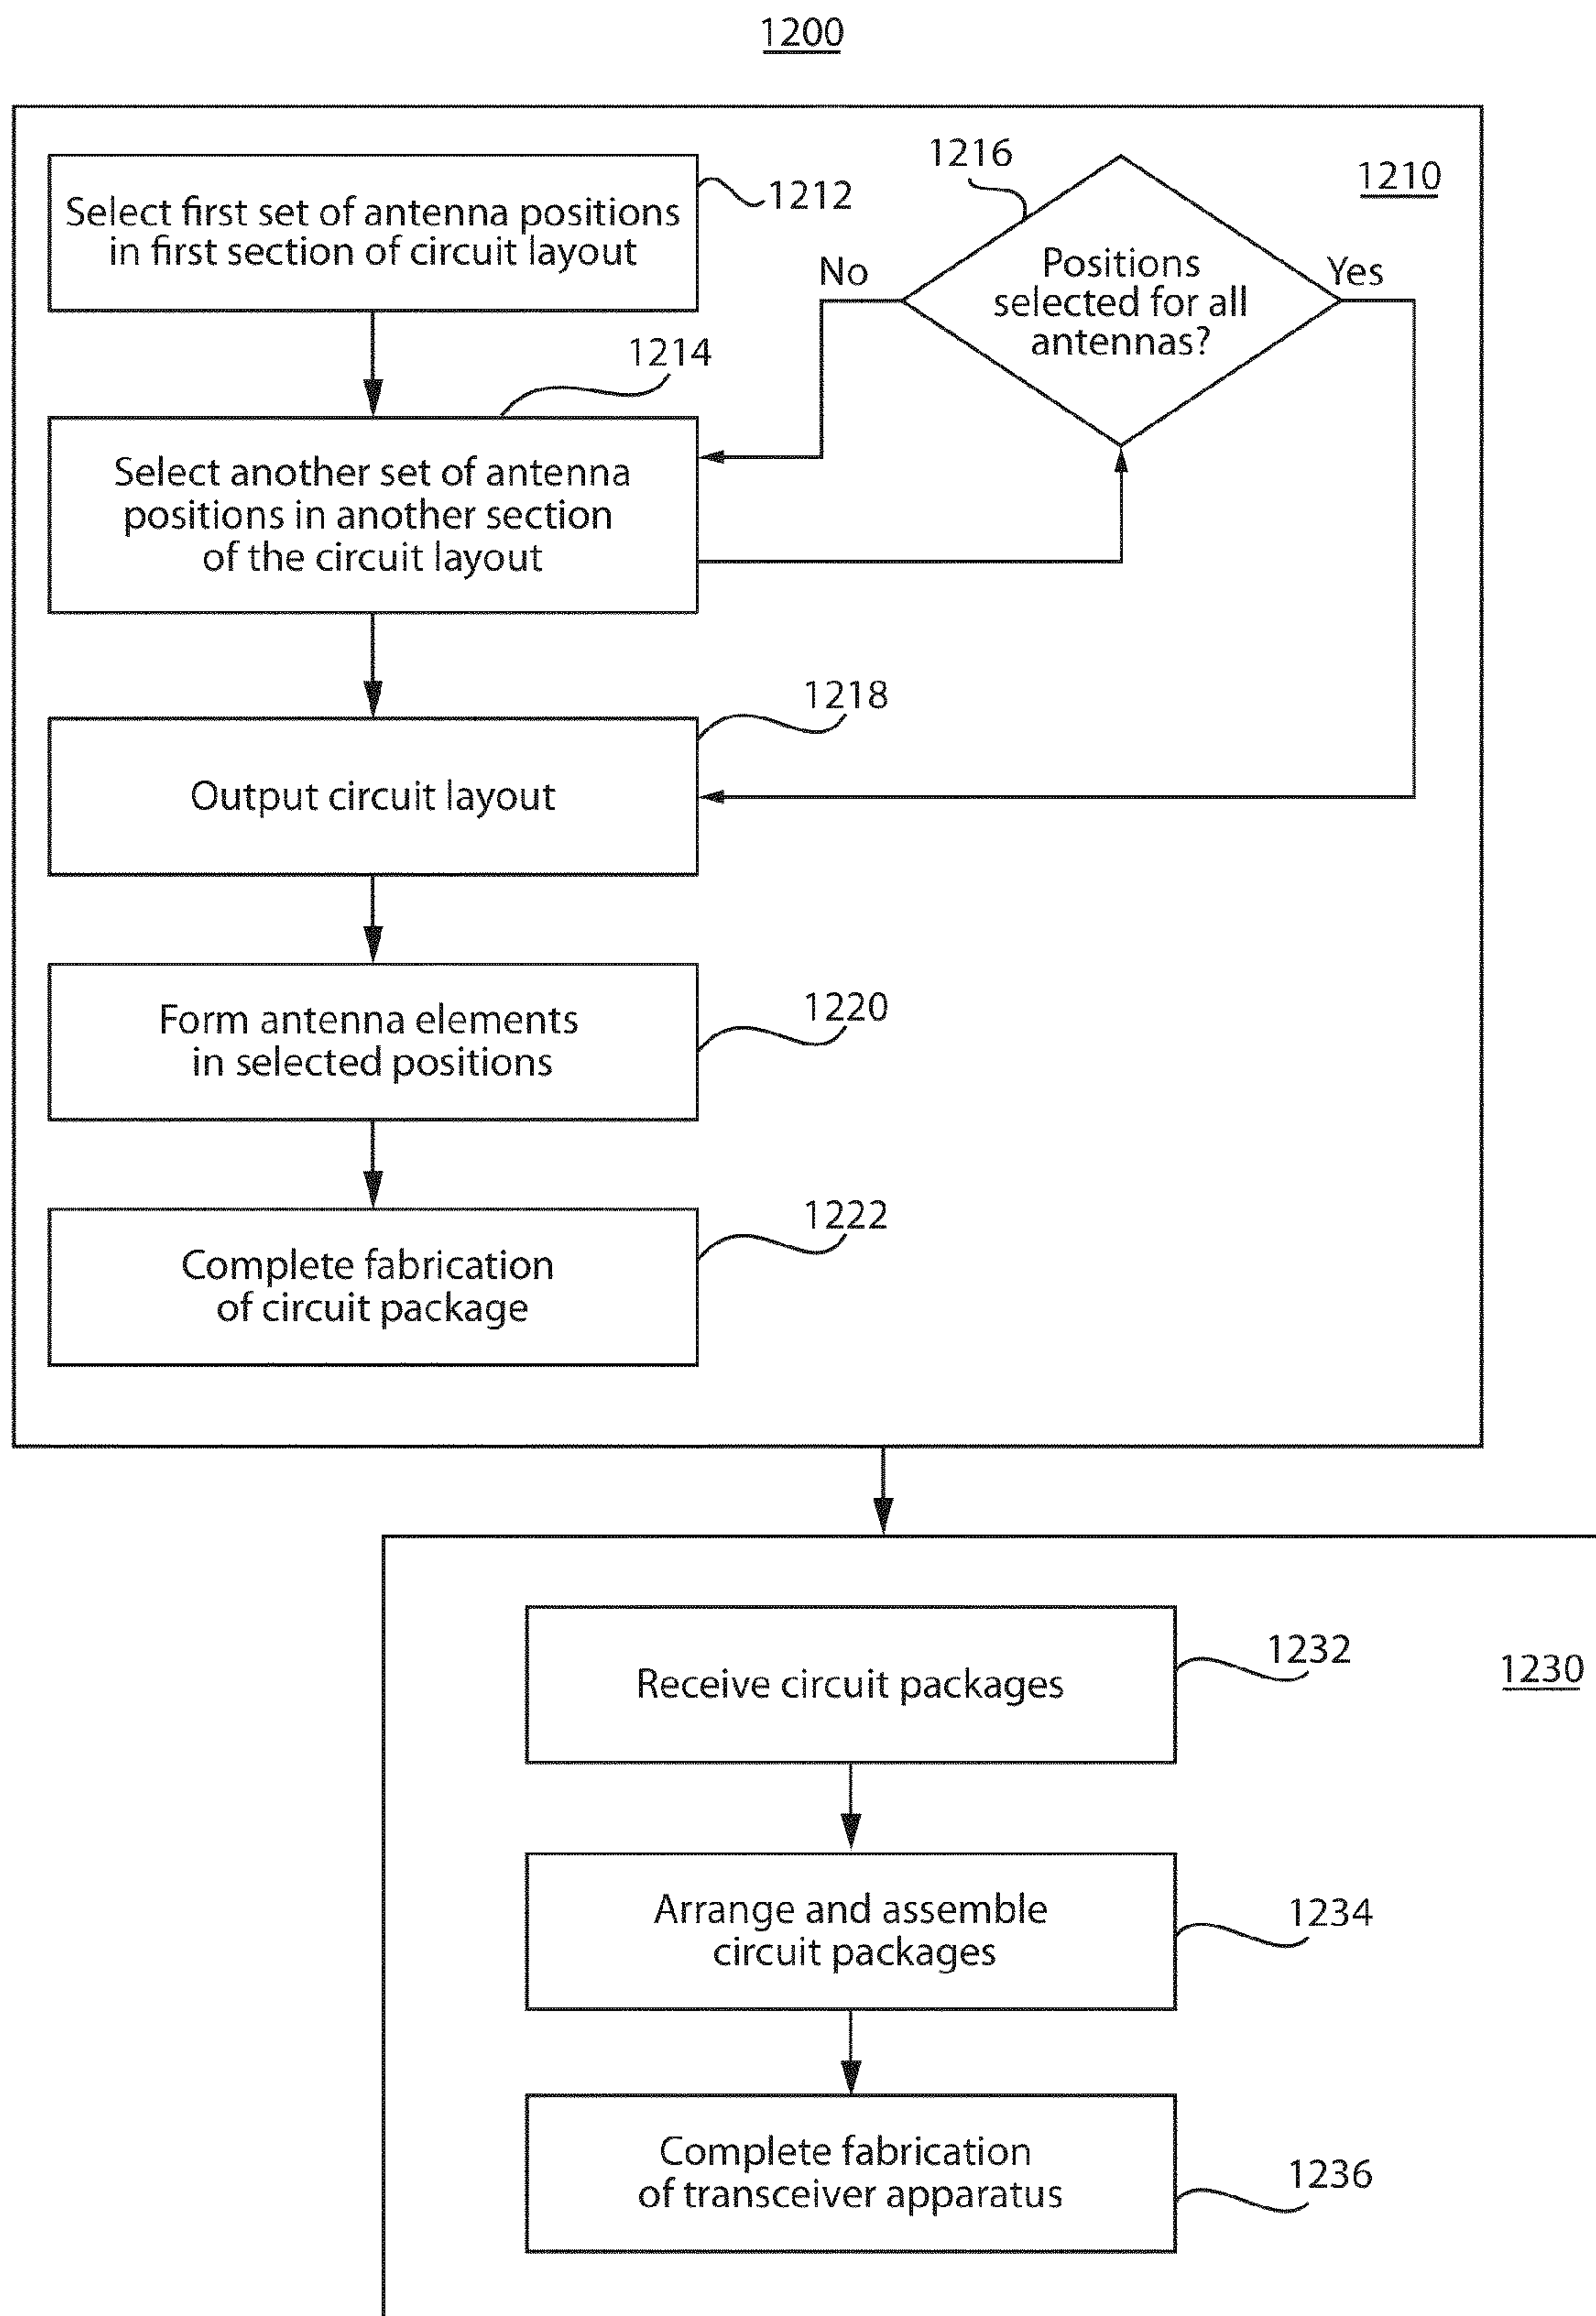 1200
Select first set of antenna positions
in first section of circuit layout
1212
1216
1210
Positions
selected for all
antennas?
No
Yes
1214
Select another set of antenna
positions in another section
of the circuit layout
1218
Output circuit layout
1220
Form antenna elements
in selected positions
1222
Complete fabrication
of circuit package
1232
1230
Receive circuit packages
1234
Arrange and assemble
circuit packages
1236
Complete fabrication
of transceiver apparatus